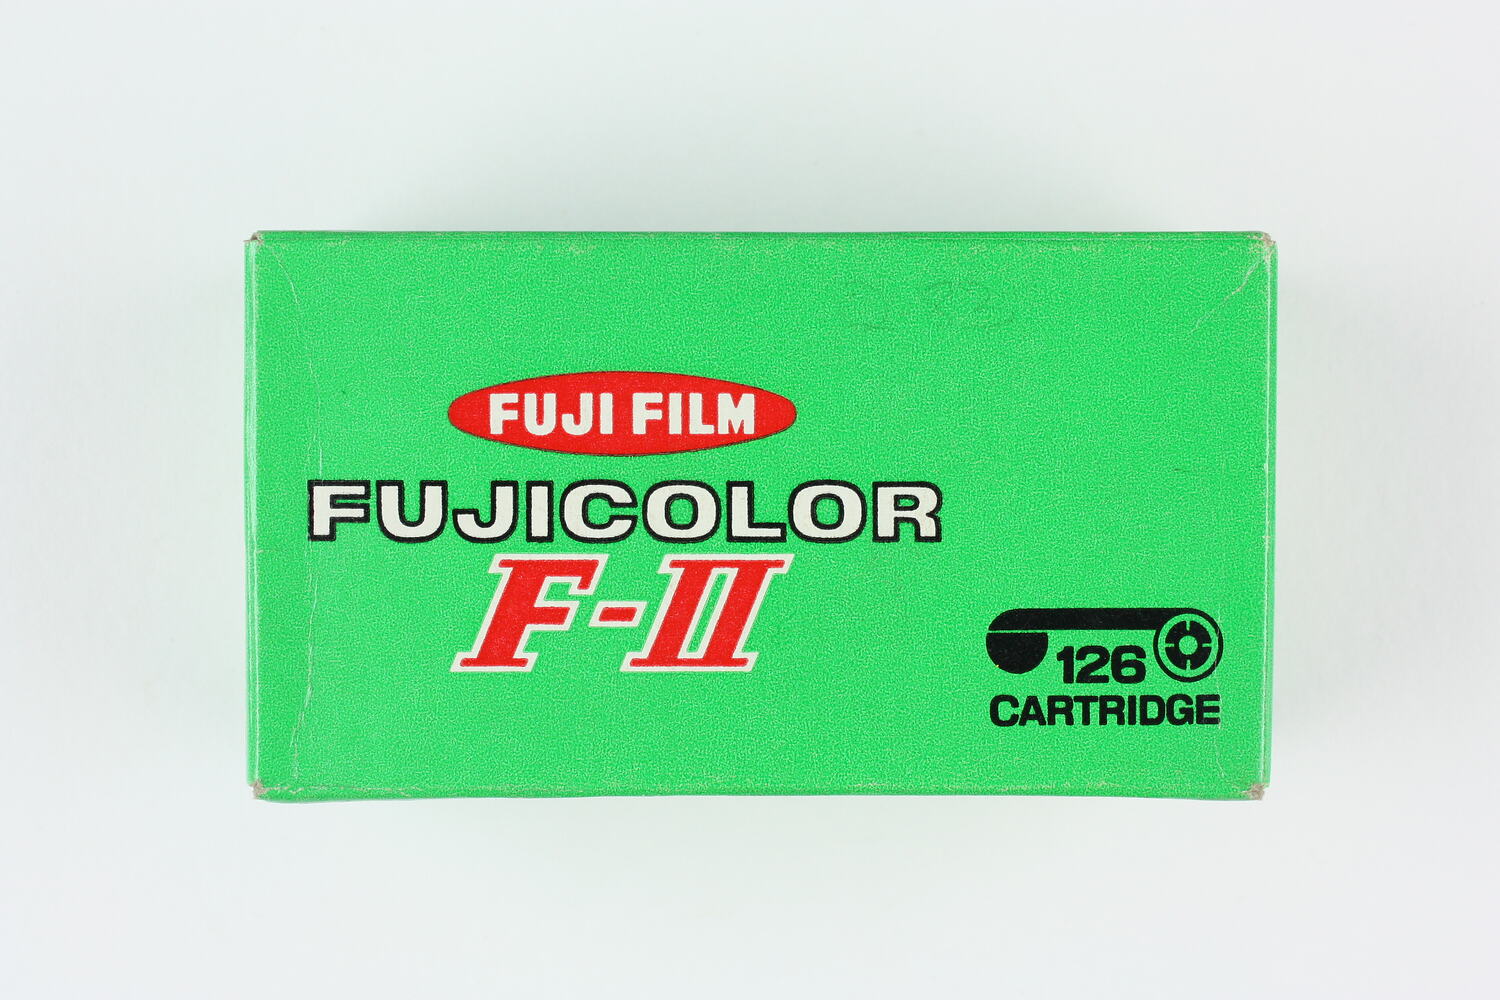 FUJI FILM
FUJICOLOR
F-II
126
CARTRIDGE